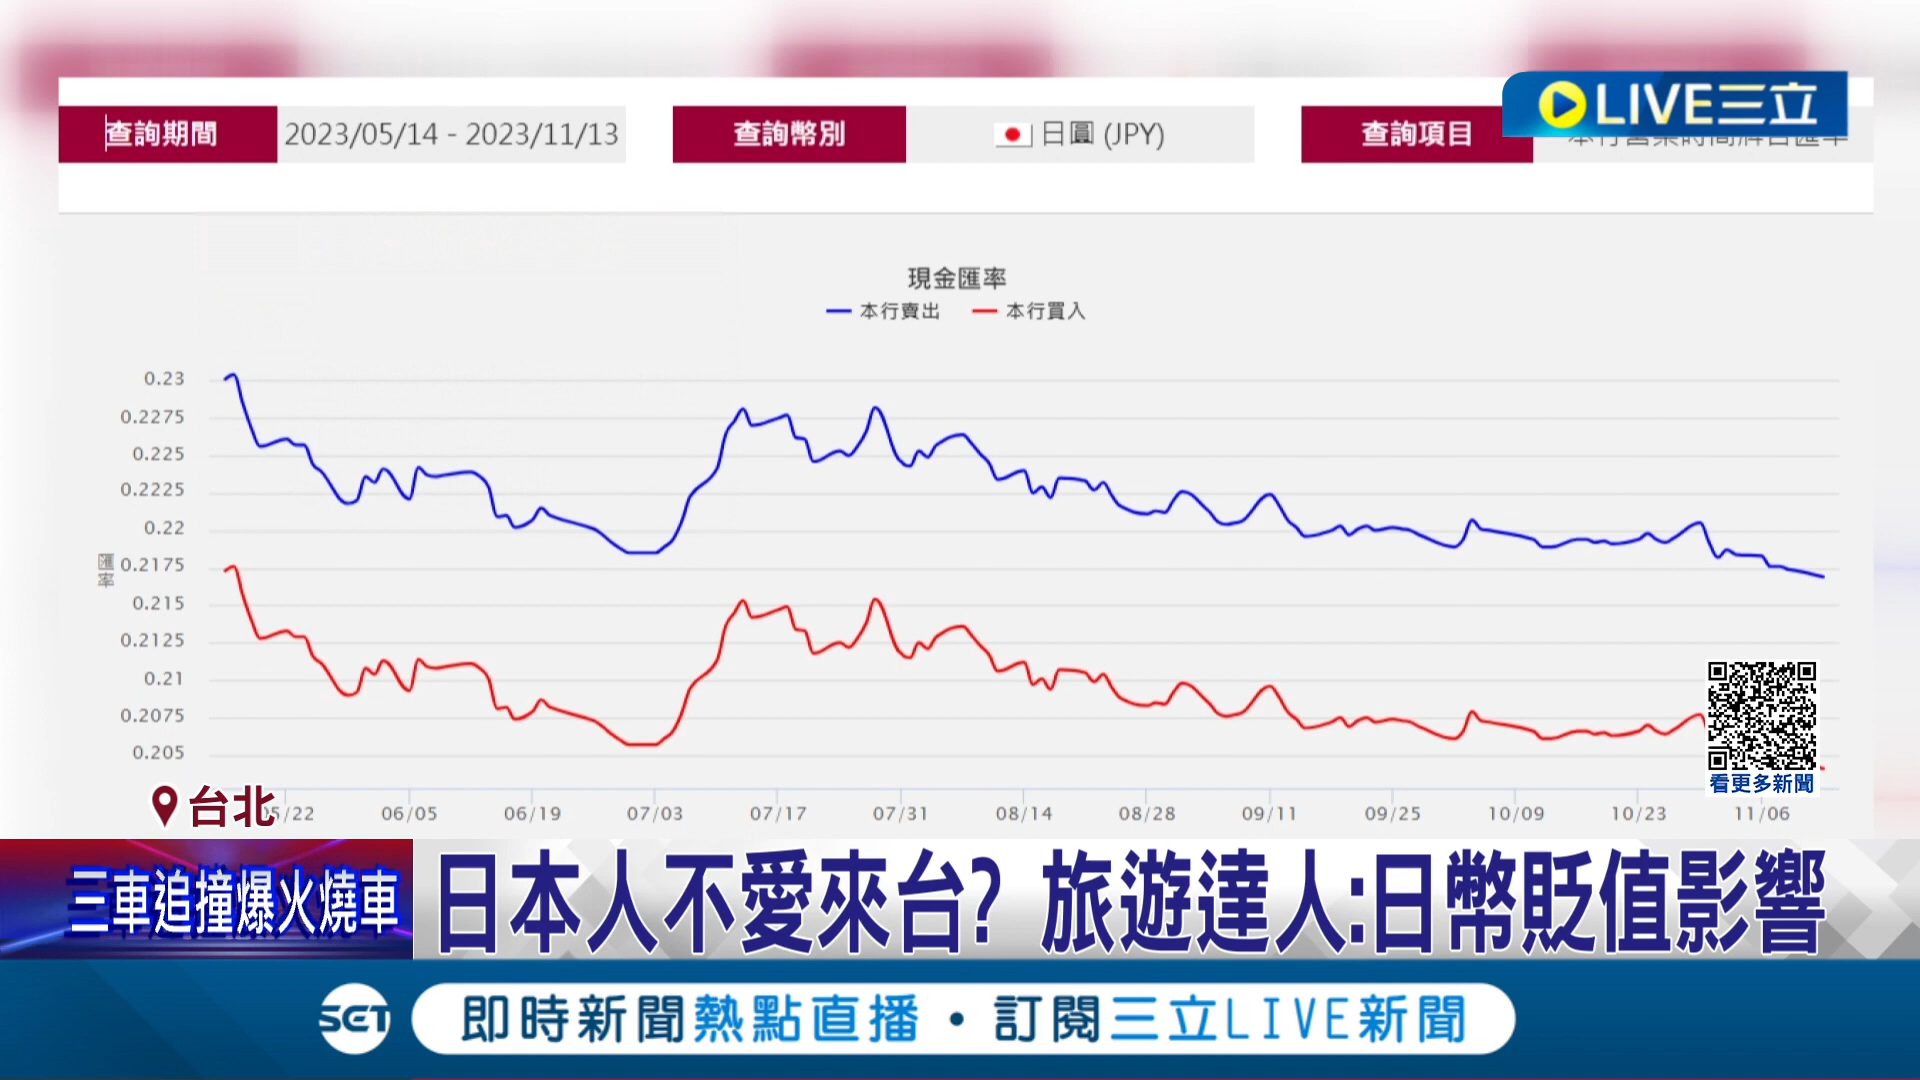 查詢期間 2023/05/14 - 2023/11/13 查詢幣別 日圓 (JPY) 查詢項目
LIVE三立
現金匯率
本行賣出 本行買入
匯率
0.23
0.2275
0.225
0.2225
0.22
0.2175
0.215
0.2125
0.21
0.2075
0.205
05/22 06/05 06/19 07/03 07/17 07/31 08/14 08/28 09/11 09/25 10/09 10/23 11/06
看更多新聞
台北
三車追撞爆火燒車
日本人不愛來台? 旅遊達人:日幣貶值影響
SET 即時新聞熱點直播・訂閱三立LIVE新聞